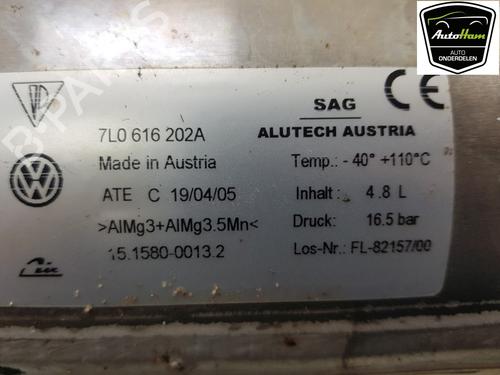 AutoHam
AUTO
ONDERDELEN
SAG
CE
7L0 616 202A
ALUTECH AUSTRIA
Made in Austria
Temp.: - 40° +110°C
ATE C 19/04/05
Inhalt : 4.8 L
>AlMg3+AlMg3.5Mn<
Druck: 16.5 bar
15.1580-0013.2
Los-Nr.: FL-82157/00